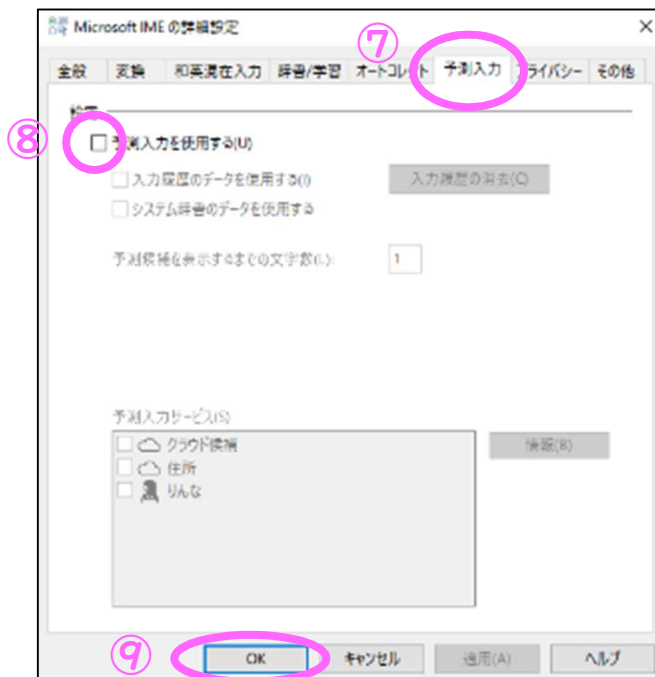 Microsoft IME の詳細設定
⑦
全般 変換 和英混在入力 辞書/学習 オートコレクト 予測入力 プライバシー その他
設定
⑧
予測入力を使用する(U)
入力履歴のデータを使用する(I) 入力履歴の消去(C)
システム辞書のデータを使用する
予測候補を表示するまでの文字数(L): 1
予測入力サービス(S)
クラウド候補 情報(B)
住所
りんな
⑨
OK キャンセル 適用(A) ヘルプ